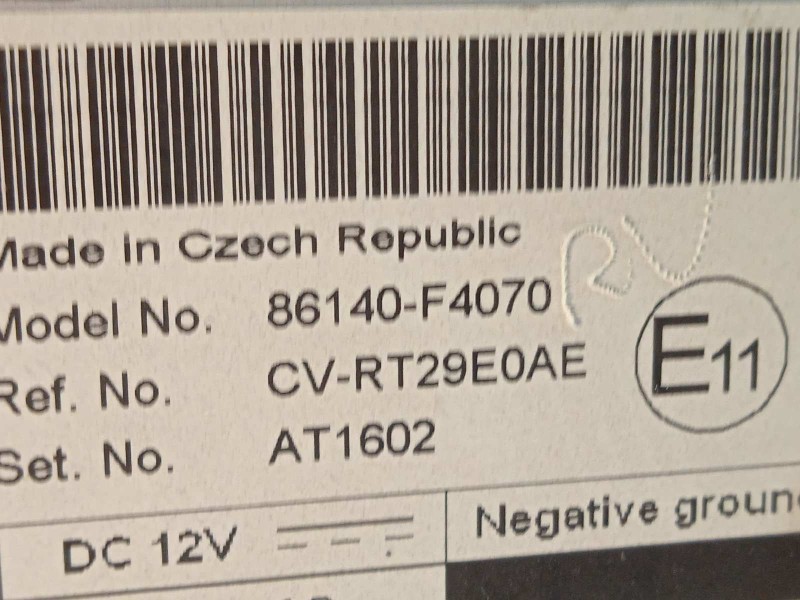 Made in Czech Republic
Model No. 86140-F4070
RV
Ref. No. CV-RT29E0AE
E11
Set. No. AT1602
DC 12V
Negative ground